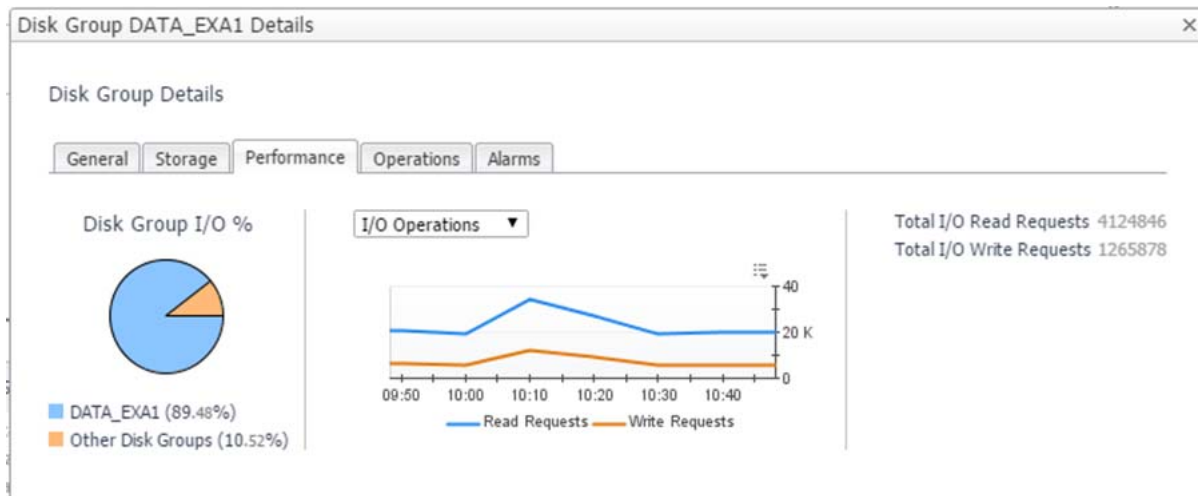 Disk Group DATA_EXA1 Details
Disk Group Details
General Storage Performance Operations Alarms
Disk Group I/O %
DATA_EXA1 (89.48%)
Other Disk Groups (10.52%)
I/O Operations
40
20 K
0
09:50 10:00 10:10 10:20 10:30 10:40
Read Requests Write Requests
Total I/O Read Requests 4124846
Total I/O Write Requests 1265878